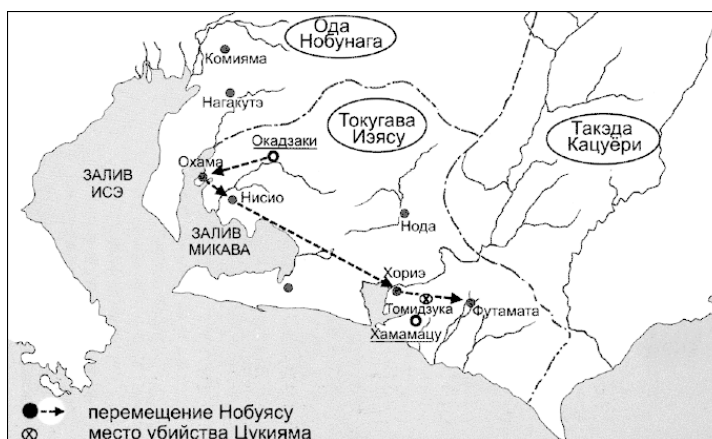 Ода
Нобунага
Комияма
Нагакутэ
Токугава
Иэясу
Такэда
Кацуёри
Окадзаки
Охама
ЗАЛИВ
ИСЭ
Нисио
ЗАЛИВ
МИКАВА
Нода
Хориэ
Томидзука
Футамата
Хамамацу
перемещение Нобуясу
место убийства Цукияма